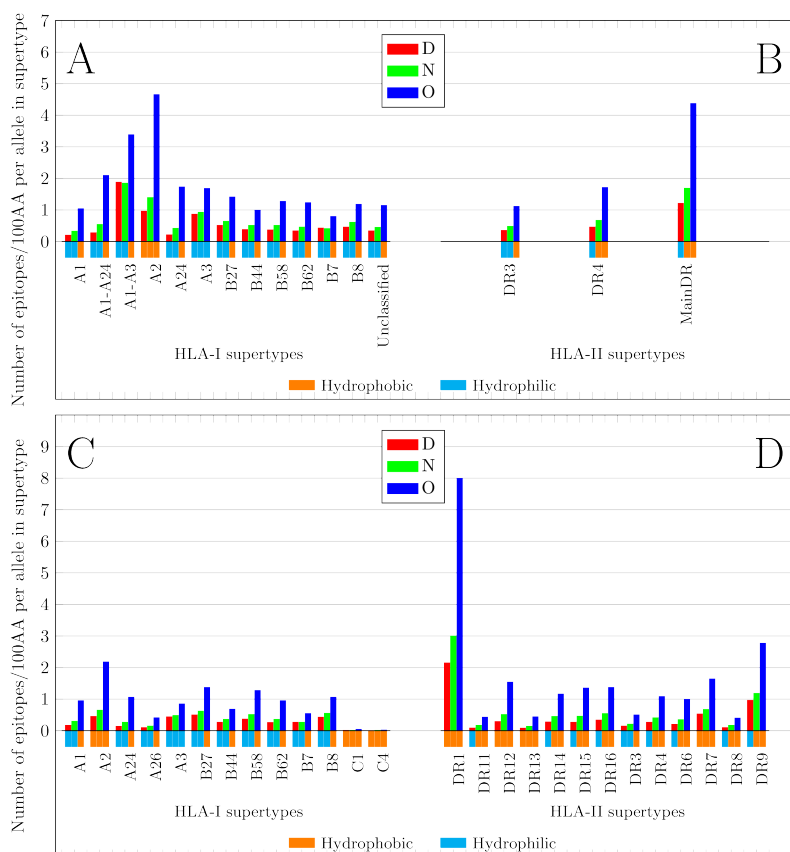 Number of epitopes/100AA per allele in supertype
7
6
5
4
3
2
1
0
A
B
D
N
O
A1
A1-A24
A1-A3
A2
A24
A3
B27
B44
B58
B62
B7
B8
Unclassified
DR3
DR4
MainDR
HLA-I supertypes
HLA-II supertypes
Hydrophobic
Hydrophilic
Number of epitopes/100AA per allele in supertype
9
8
7
6
5
4
3
2
1
0
C
D
D
N
O
A1
A2
A24
A26
A3
B27
B44
B58
B62
B7
B8
C1
C4
DR1
DR11
DR12
DR13
DR14
DR15
DR16
DR3
DR4
DR6
DR7
DR8
DR9
HLA-I supertypes
HLA-II supertypes
Hydrophobic
Hydrophilic